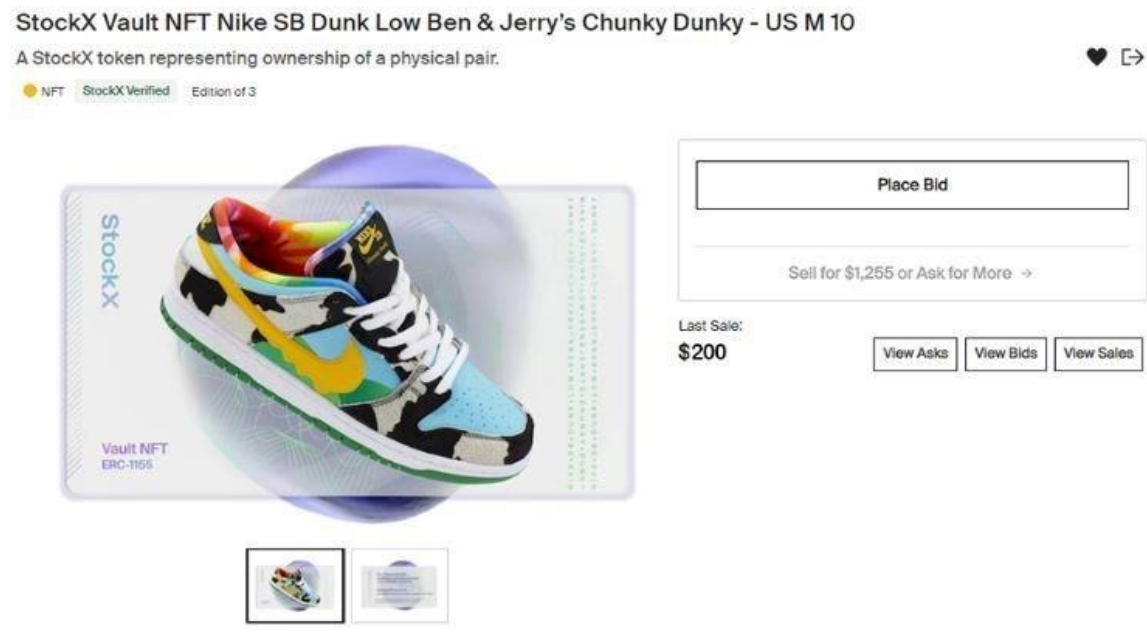 StockX Vault NFT Nike SB Dunk Low Ben & Jerry's Chunky Dunky - US M 10
A StockX token representing ownership of a physical pair.
NFT StockX Verified Edition of 3
StockX
Vault NFT
ERC-1155
Place Bid
Sell for $1,255 or Ask for More →
Last Sale:
$200
View Asks View Bids View Sales